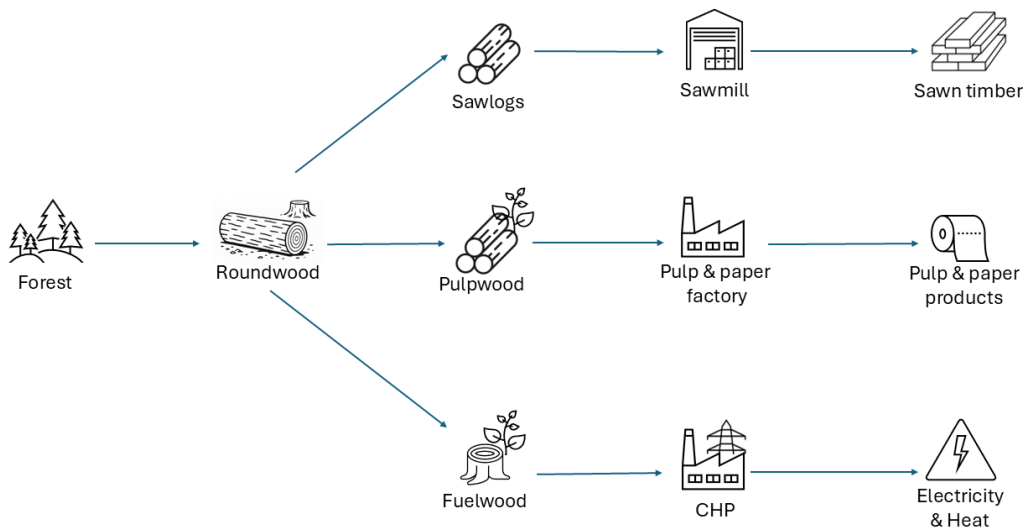 Sawlogs
Sawmill
Sawn timber
Forest
Roundwood
Pulpwood
Pulp & paper
factory
Pulp & paper
products
Fuelwood
CHP
Electricity
& Heat